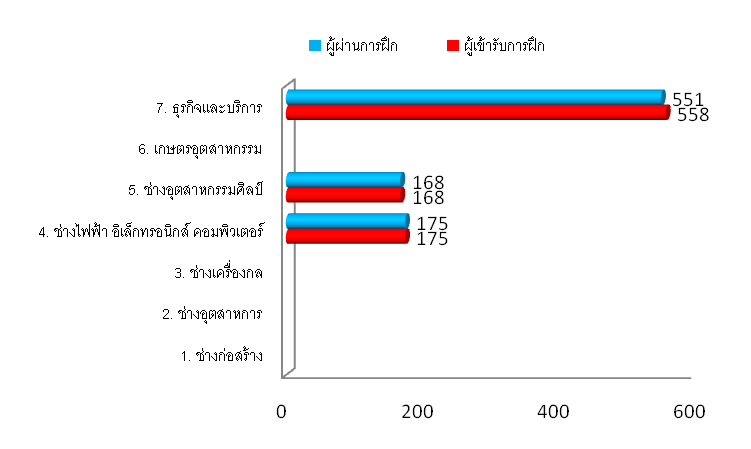 ผู้ผ่านการฝึก ผู้เข้ารับการฝึก
7. ธุรกิจและบริการ 551
558
6. เกษตรอุตสาหกรรม
5. ช่างอุตสาหกรรมศิลป์ 168
168
4. ช่างไฟฟ้า อิเล็กทรอนิกส์ คอมพิวเตอร์ 175
175
3. ช่างเครื่องกล
2. ช่างอุตสาหการ
1. ช่างก่อสร้าง
0 200 400 600